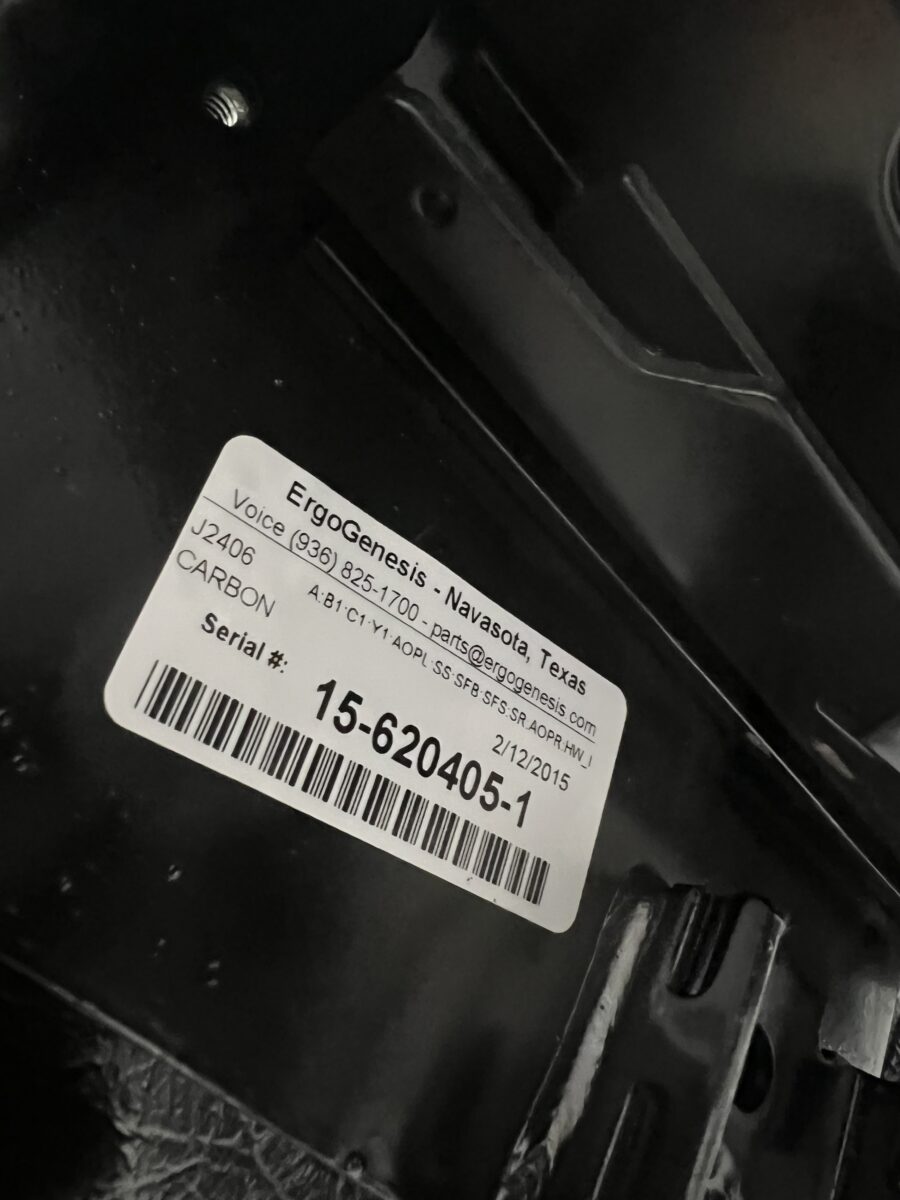 ErgoGenesis - Navasota, Texas
Voice (936) 825-1700 - parts@ergogenesis.com
J2406 A:B1:C1:Y1:AOPL:SS:SFB:SFS:SR:AOPR:HW_I
CARBON 2/12/2015
Serial #:
15-620405-1